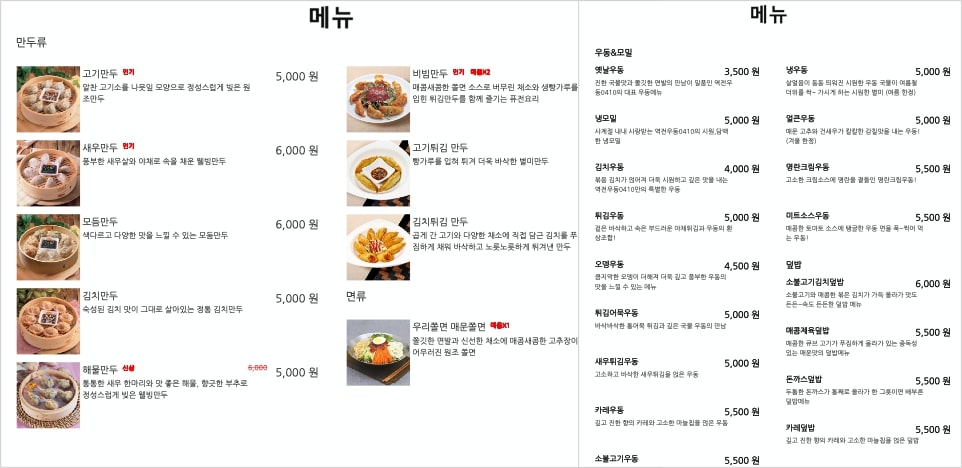 메뉴
만두류
고기만두 인기 5,000 원
알찬 고기소를 나뭇잎 모양으로 정성스럽게 빚은 원
조만두
새우만두 인기 6,000 원
풍부한 새우살과 야채로 속을 채운 웰빙만두
모듬만두 6,000 원
색다르고 다양한 맛을 느낄 수 있는 모듬만두
김치만두 5,000 원
숙성된 김치 맛이 그대로 살아있는 정통 김치만두
해물만두 신상 6,000 5,000 원
통통한 새우 한마리와 맛 좋은 해물, 향긋한 부추로
정성스럽게 빚은 웰빙만두
비빔만두 인기 매콤X2
매콤새콤한 쫄면 소스로 버무린 채소와 생빵가루를
입힌 튀김만두를 함께 즐기는 퓨전요리
고기튀김 만두
빵가루를 입혀 튀겨 더욱 바삭한 별미만두
김치튀김 만두
곱게 간 고기와 다양한 채소에 직접 담근 김치를 푸
짐하게 채워 바삭하고 노릇노릇하게 튀겨낸 만두
면류
우리쫄면 매운쫄면 매콤X1
쫄깃한 면발과 신선한 채소에 매콤새콤한 고추장이
어우러진 원조 쫄면
메뉴
우동&모밀
옛날우동 3,500 원
진한 국물맛과 쫄깃한 면발의 만남이 일품인 역전우
동0410의 대표 우동메뉴
냉모밀 5,000 원
사계절 내내 사랑받는 역전우동0410의 시원,담백
한 냉모밀
김치우동 4,000 원
볶음 김치가 얹어져 더욱 시원하고 깊은 맛을 내는
역전우동0410만의 특별한 우동
튀김우동 5,000 원
겉은 바삭하고 속은 부드러운 야채튀김과 우동의 환
상조합!
오뎅우동 4,500 원
큼지막한 오뎅이 더해져 더욱 깊고 풍부한 우동의
맛을 느낄 수 있는 메뉴
튀김어묵우동 5,000 원
바삭바삭한 통어묵 튀김과 깊은 국물 우동의 만남
새우튀김우동 5,000 원
고소하고 바삭한 새우튀김을 얹은 우동
카레우동 5,500 원
깊고 진한 향의 카레와 고소한 마늘칩을 얹은 우동
소불고기우동 5,500 원
냉우동 5,000 원
살얼음이 동동 띄워진 시원한 우동 국물이 여름철
더위를 싹~ 가시게 하는 시원한 별미 (여름 한정)
얼큰우동 5,000 원
매운 고추와 건새우가 칼칼한 감칠맛을 내는 우동!
(겨울 한정)
명란크림우동 5,500 원
고소한 크림소스에 명란을 곁들인 명란크림우동!
미트소스우동 5,500 원
매콤한 토마토 소스에 탱글한 우동 면을 푹~찍어 먹
는 우동!
덮밥
소불고기김치덮밥 6,000 원
소불고기와 매콤한 볶은 김치가 가득 올라가 맛도
든든~속도 든든한 덮밥 메뉴
매콤제육덮밥 5,500 원
매콤한 큐브 고기가 푸짐하게 올라가 있는 중독성
있는 매운맛의 덮밥메뉴
돈까스덮밥 5,500 원
두툼한 돈까스가 통째로 올라가 한 그릇이면 배부른
덮밥메뉴
카레덮밥 5,500 원
깊고 진한 향의 카레와 고소한 마늘칩을 얹은 덮밥